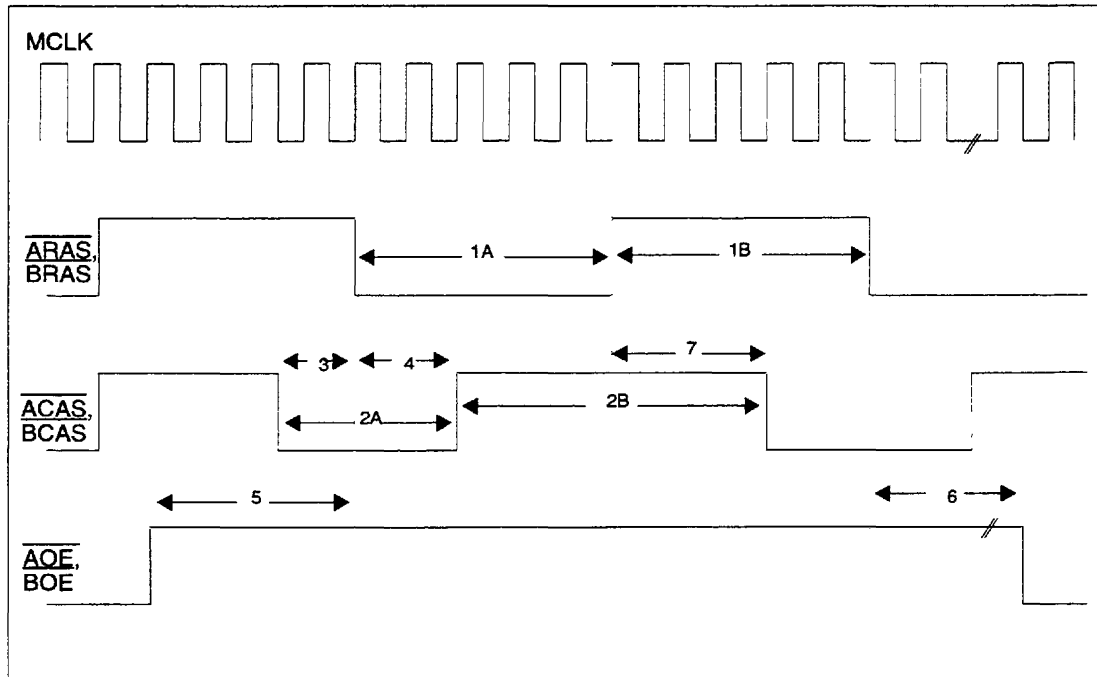 MCLK
ARAS,
BRAS
1A
1B
ACAS,
BCAS
3
4
7
2A
2B
AOE,
BOE
5
6